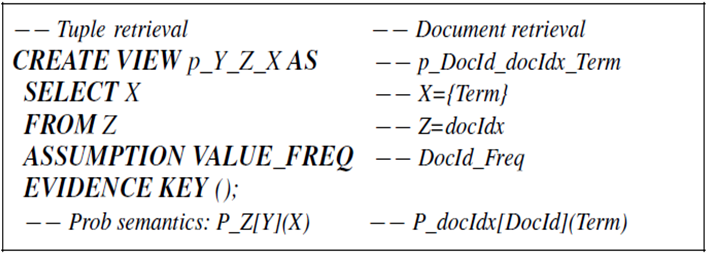 −− Tuple retrieval −− Document retrieval
CREATE VIEW p_Y_Z_X AS −− p_DocId_docIdx_Term
SELECT X −− X={Term}
FROM Z −− Z=docIdx
ASSUMPTION VALUE_FREQ −− DocId_Freq
EVIDENCE KEY ();
−− Prob semantics: P_Z[Y](X) −− P_docIdx[DocId](Term)